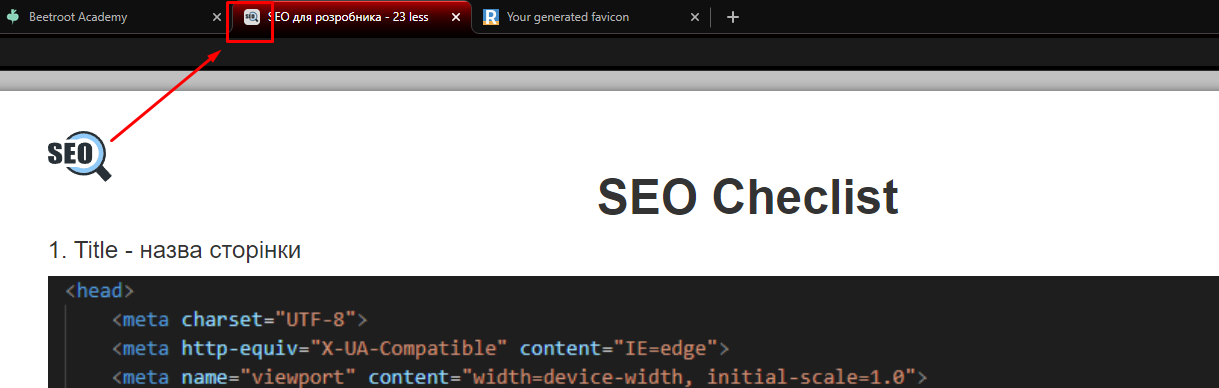 Beetroot Academy
SEO для розробника - 23 less
Your generated favicon
SEO
SEO Checlist
1. Title - назва сторінки
<head>
<meta charset="UTF-8">
<meta http-equiv="X-UA-Compatible" content="IE=edge">
<meta name="viewport" content="width=device-width, initial-scale=1.0">